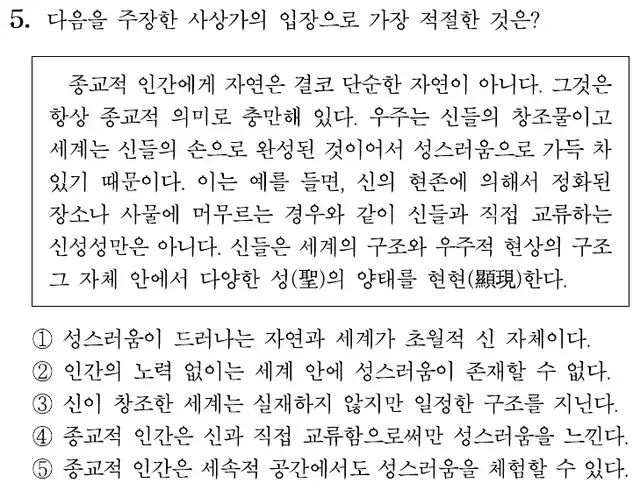 5. 다음을 주장한 사상가의 입장으로 가장 적절한 것은?
종교적 인간에게 자연은 결코 단순한 자연이 아니다. 그것은
항상 종교적 의미로 충만해 있다. 우주는 신들의 창조물이고
세계는 신들의 손으로 완성된 것이어서 성스러움으로 가득 차
있기 때문이다. 이는 예를 들면, 신의 현존에 의해서 정화된
장소나 사물에 머무르는 경우와 같이 신들과 직접 교류하는
신성성만은 아니다. 신들은 세계의 구조와 우주적 현상의 구조
그 자체 안에서 다양한 성(聖)의 양태를 현현(顯現)한다.
① 성스러움이 드러나는 자연과 세계가 초월적 신 자체이다.
② 인간의 노력 없이는 세계 안에 성스러움이 존재할 수 없다.
③ 신이 창조한 세계는 실재하지 않지만 일정한 구조를 지닌다.
④ 종교적 인간은 신과 직접 교류함으로써만 성스러움을 느낀다.
⑤ 종교적 인간은 세속적 공간에서도 성스러움을 체험할 수 있다.